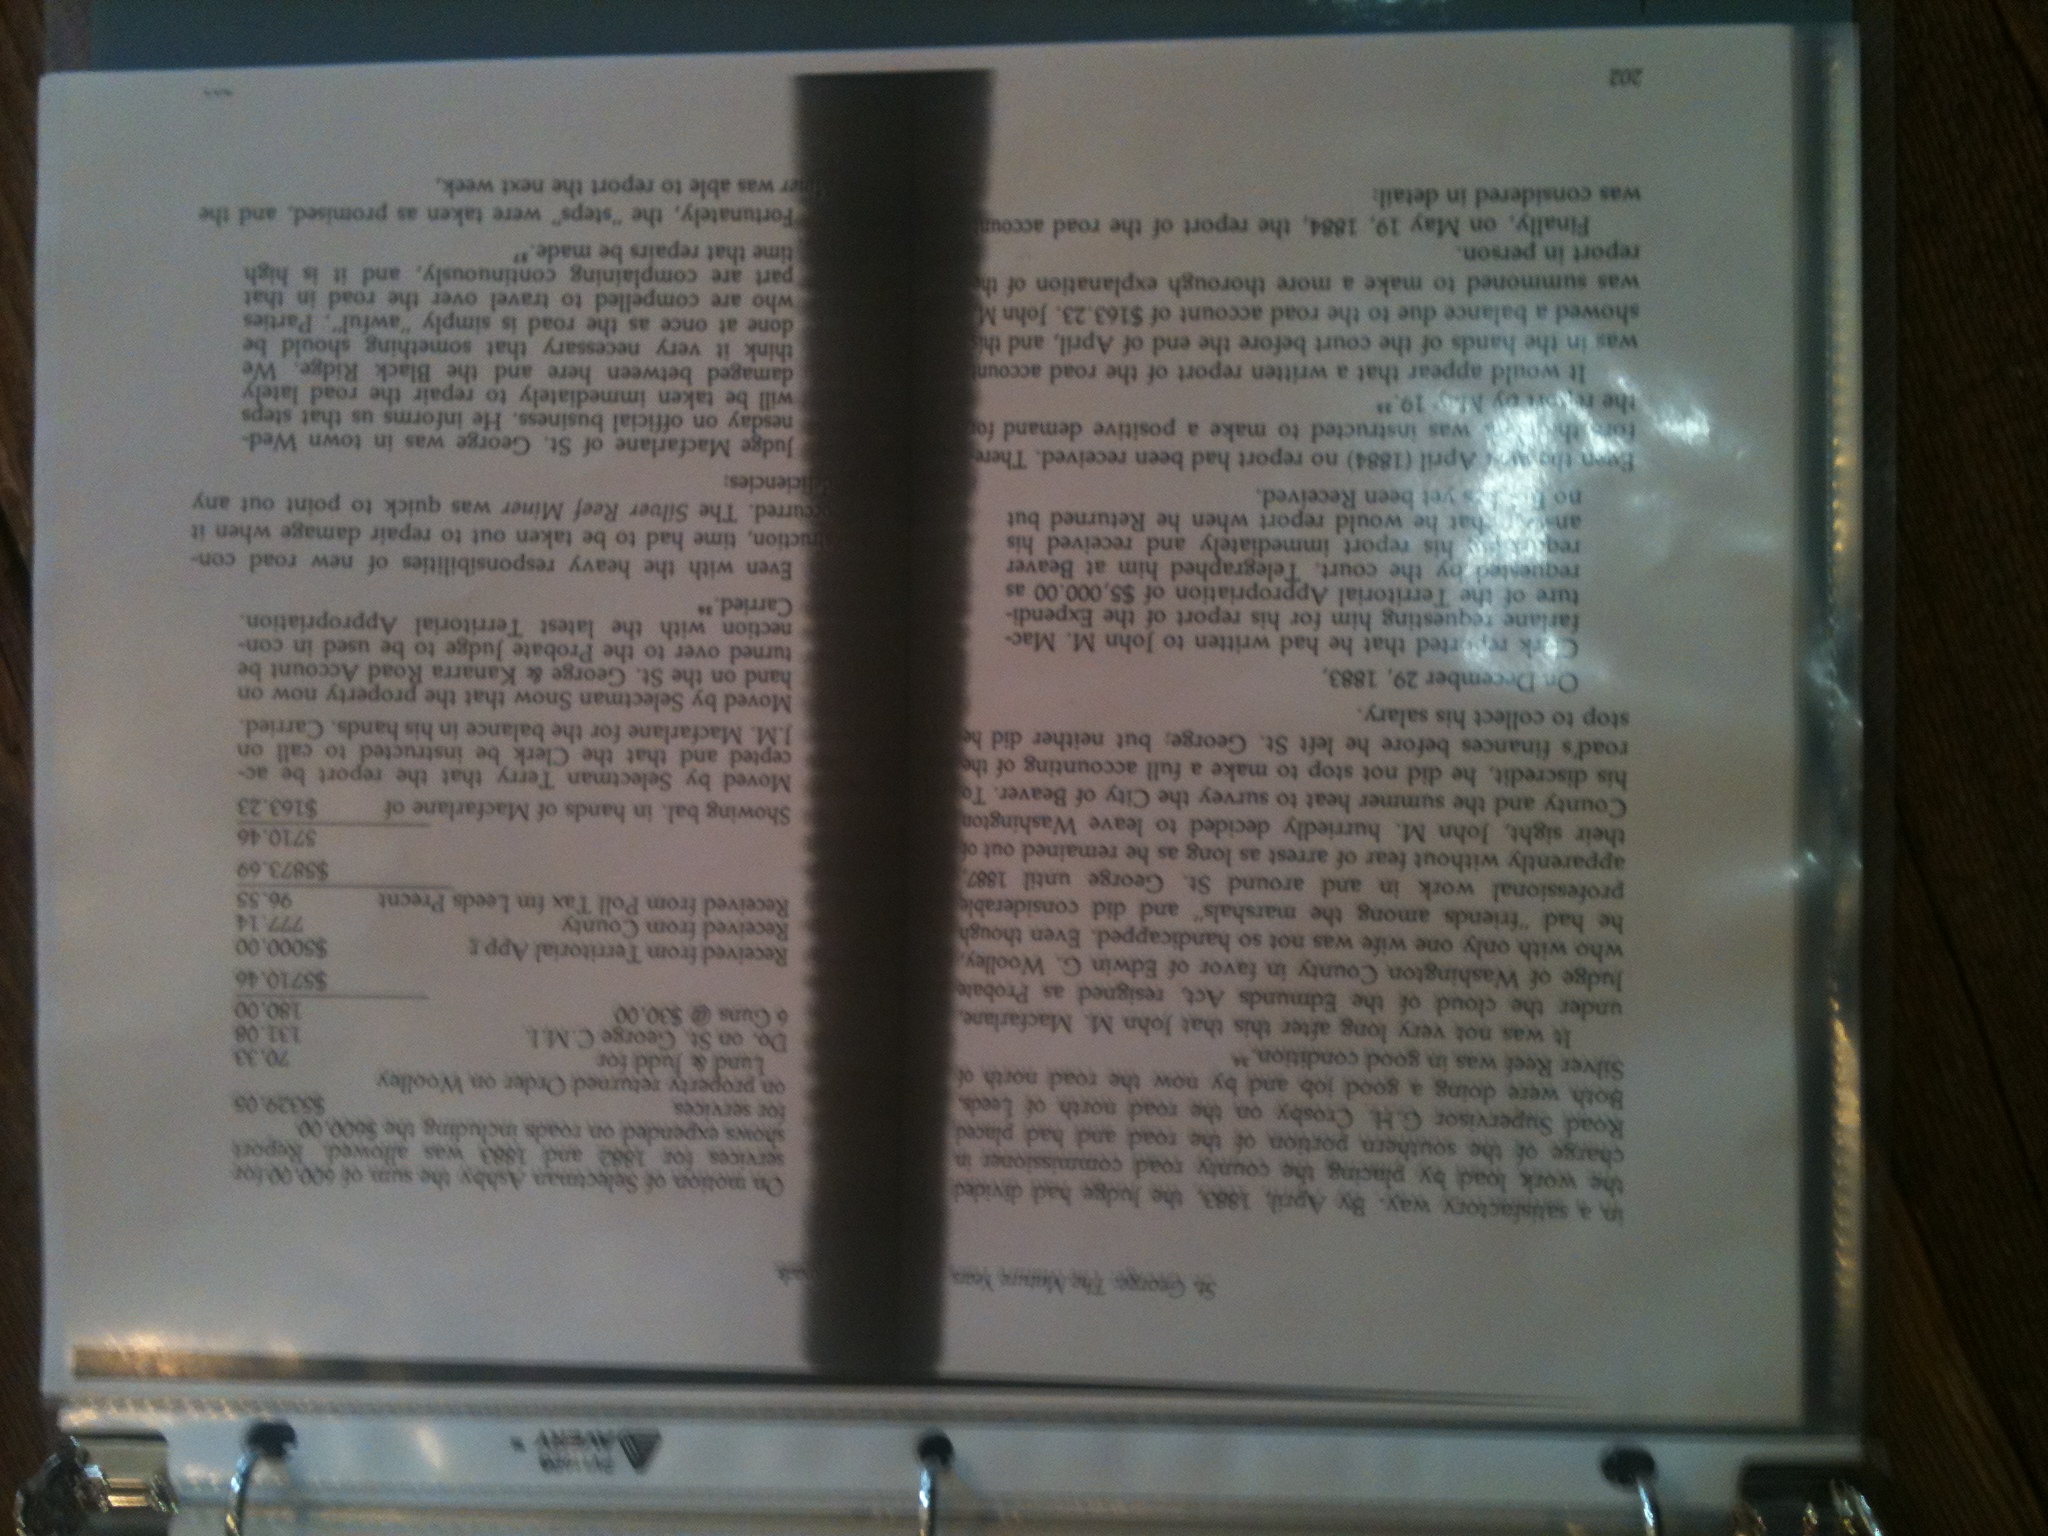 St. George: The Mature Years
in a satisfactory way. By April, 1883, the Judge had divided
the work load by placing the county road commissioner in
charge of the southern portion of the road and had placed
Road Supervisor G.H. Crosby on the road north of Leeds.
Both were doing a good job and by now the road north of
Silver Reef was in good condition.³⁴
It was not very long after this that John M. Macfarlane,
under the cloud of the Edmunds Act, resigned as Probate
Judge of Washington County in favor of Edwin G. Woolley,
who with only one wife was not so handicapped. Even though
he had "friends among the marshals" and did considerable
professional work in and around St. George until 1887,
apparently without fear of arrest as long as he remained out of
their sight, John M. hurriedly decided to leave Washington
County and the summer heat to survey the City of Beaver. To
his discredit, he did not stop to make a full accounting of the
road's finances before he left St. George; but neither did he
stop to collect his salary.
On December 29, 1883,
Clerk reported that he had written to John M. Mac-
farlane requesting him for his report of the Expendi-
ture of the Territorial Appropriation of $5,000.00 as
requested by the court. Telegraphed him at Beaver
his report immediately and received his
that he would report when he Returned but
no yet been Received.
Even April (1884) no report had been received. There-
was instructed to make a positive demand for
the report by May 19.³⁵
It would appear that a written report of the road account
was in the hands of the court before the end of April, and this
showed a balance due to the road account of $163.23. John M.
was summoned to make a more thorough explanation of the
report in person.
Finally, on May 19, 1884, the report of the road account
was considered in detail:
202
On motion of Selectman Ashby the sum of 600.00 for
services for 1882 and 1883 was allowed. Report
shows expended on roads including the $600.00
for services $5329.05
on property returned Order on Woolley
Lund & Judd for 70.33
Do. on St. George C.M.I. 131.08
6 Guns @ $30.00 180.00
$5710.46
Received from Territorial App $5000.00
Received from County 777.14
Received from Poll Tax fm Leeds Precnt 96.55
$5873.69
5710.46
Showing bal. in hands of Macfarlane of $163.23
Moved by Selectman Terry that the report be ac-
cepted and that the Clerk be instructed to call on
J.M. Macfarlane for the balance in his hands. Carried.
Moved by Selectman Snow that the property now on
hand on the St. George & Kanarra Road Account be
turned over to the Probate Judge to be used in con-
nection with the latest Territorial Appropriation.
Carried.³⁶
Even with the heavy responsibilities of new road con-
struction, time had to be taken out to repair damage when it
occurred. The Silver Reef Miner was quick to point out any
deficiencies:
Judge Macfarlane of St. George was in town Wed-
nesday on official business. He informs us that steps
will be taken immediately to repair the road lately
damaged between here and the Black Ridge. We
think it very necessary that something should be
done at once as the road is simply "awful". Parties
who are compelled to travel over the road in that
part are complaining continuously, and it is high
time that repairs be made.³⁷
Fortunately, the "steps" were taken as promised, and the
Miner was able to report the next week,
AVERY